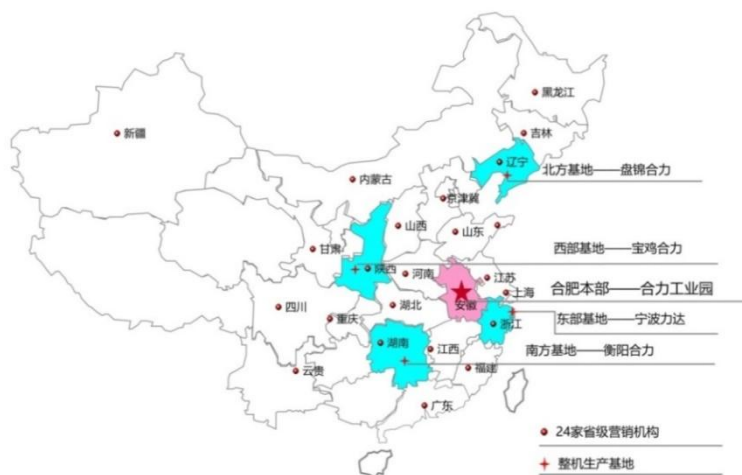 黑龙江
新疆
吉林
辽宁
北方基地——盘锦合力
内蒙古
京津冀
山西
山东
甘肃
西部基地——宝鸡合力
陕西
河南
江苏
合肥本部——合力工业园
上海
四川
湖北
安徽
重庆
东部基地——宁波力达
浙江
湖南
江西
南方基地——衡阳合力
云贵
福建
广东
24家省级营销机构
整机生产基地